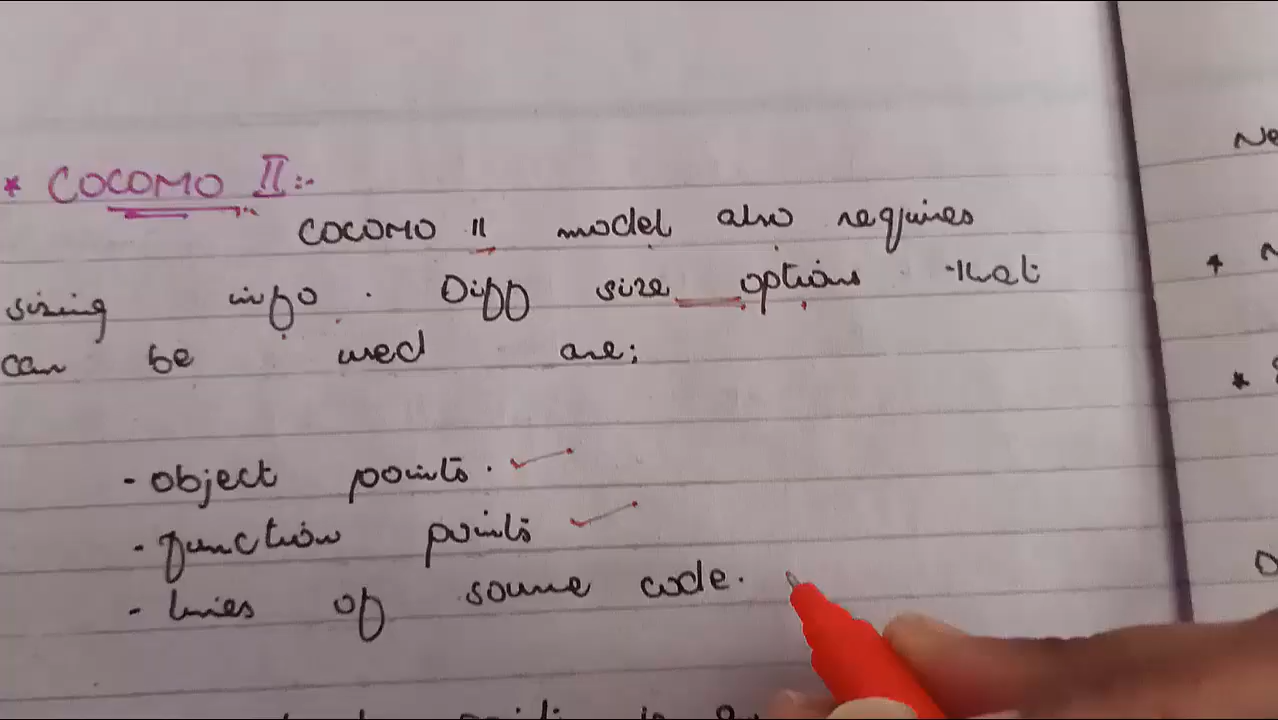 * COCOMO II:-
COCOMO II model also requires
sizing info. Diff size options that
can be used are:
- object points.
- function points
- lines of source code.